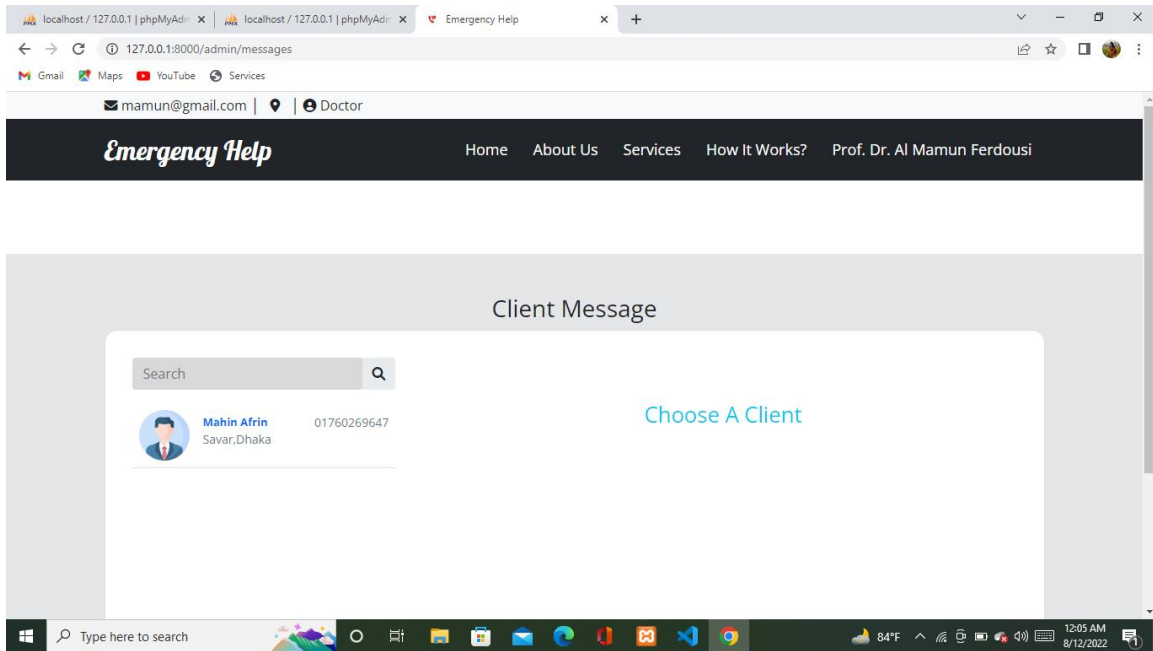 localhost / 127.0.0.1 | phpMyAdn
localhost / 127.0.0.1 | phpMyAdn
Emergency Help
127.0.0.1:8000/admin/messages
Gmail Maps YouTube Services
mamun@gmail.com | | Doctor
Emergency Help
Home About Us Services How It Works? Prof. Dr. Al Mamun Ferdousi
Client Message
Search
Mahin Afrin 01760269647
Savar,Dhaka
Choose A Client
Type here to search
84°F
12:05 AM
8/12/2022